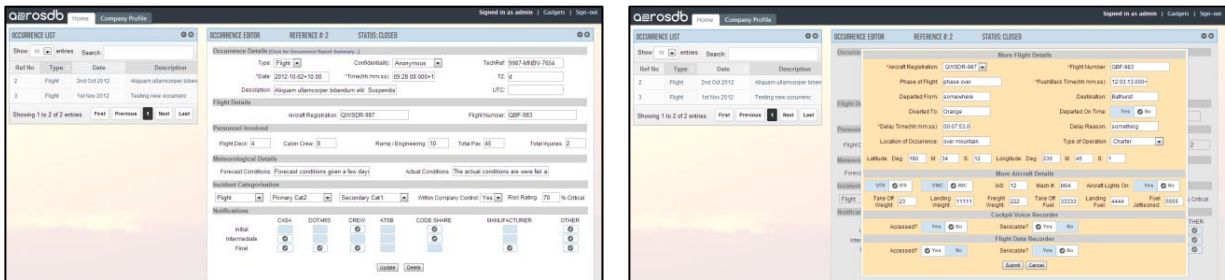 aerosdb Home Company Profile Signed in as admin | Gadgets | Sign-out
OCCURRENCE LIST
Show 10 entries Search:
Ref No Type Date Description
2 Flight 2nd Oct 2012 Aliquam ullamcorper biben
3 Flight 1st Nov 2012 Testing new occurrenc
Showing 1 to 2 of 2 entries First Previous 1 Next Last
OCCURRENCE EDITOR REFERENCE #: 2 STATUS: CLOSED
Occurrence Details [Click for Occurrence Report Summary...]
Type: Flight Confidentiality: Anonymous TechRef: 9987-MNBV-7654
*Date 2012-10-02+10:00 *Time(hh:mm:ss): 09:28:00.000+1 TZ: d
Description: Aliquam ullamcorper bibendum elit. Suspendis UTC:
Flight Details
Aircraft Registration: QWSDR-987 Flight Number: QBF-983
Personnel Involved
Flight Deck: 4 Cabin Crew: 8 Ramp / Engineering: 10 Total Pax: 45 Total Injuries: 2
Meteorological Details
Forecast Conditions: Forecast conditions given a few days Actual Conditions: The actual conditions are were fair a
Incident Categorisation
Flight Primary Cat2 Secondary Cat1 Within Company Control: Yes Risk Rating: 70 % Critical
Notifications
CASA DOTARS CREW ATSB CODE SHARE MANUFACTURER OTHER
Initial
Intermediate
Final
Update Delete
aerosdb Home Company Profile Signed in as admin | Gadgets | Sign-out
OCCURRENCE LIST
Show 10 entries Search:
Ref No Type Date Description
2 Flight 2nd Oct 2012 Aliquam ullamcorper biben
3 Flight 1st Nov 2012 Testing new occurrenc
Showing 1 to 2 of 2 entries First Previous 1 Next Last
OCCURRENCE EDITOR REFERENCE #: 2 STATUS: CLOSED
More Flight Details
*Aircraft Registration: QWSDR-987 *Flight Number: QBF-983
Phase of Flight: phase over *PushBack Time(hh:mm:ss): 12:03:13.000+
Departed From: somewhere Destination: Bathurst
Diverted To: Orange Departed On Time: Yes No
*Delay Time(hh:mm:ss): 00:07:53.0 Delay Reason: something
Location of Occurrence: over mountain Type of Operation: Charter
Latitude Deg: 180 M: 34 S: 12 Longitude Deg: 230 M: 45 S: 1
More Aircraft Details
VFR IFR VMC IMC IAS: 12 Mach #: M04 Aircraft Lights On: Yes No
Take Off Weight: 23 Landing Weight: 11111 Freight Weight: 222 Take Off Fuel: 33333 Landing Fuel: 4444 Fuel Jettisoned: 5555
Cockpit Voice Recorder
Accessed? Yes No Servicable? Yes No
Flight Data Recorder
Accessed? Yes No Servicable? Yes No
Submit Cancel